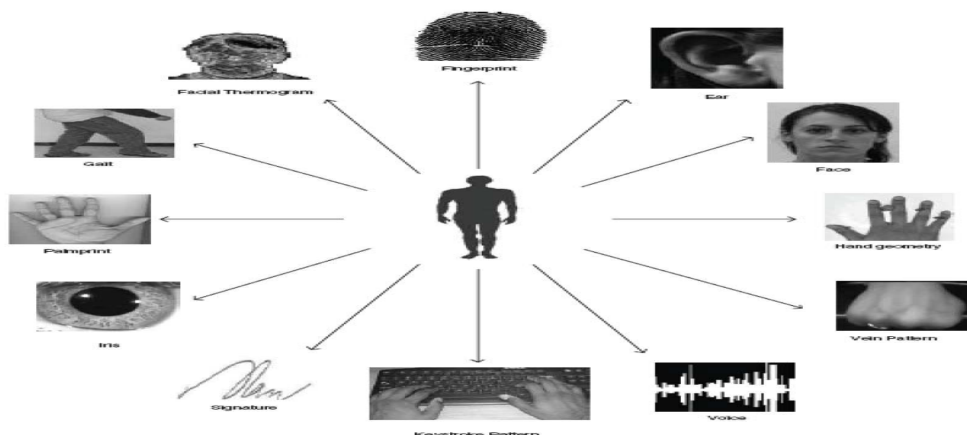 Fingerprint
Facial Thermogram
Ear
Gait
Face
Palmprint
Hand geometry
Iris
Vein Pattern
Signature
Voice
Keystroke Pattern